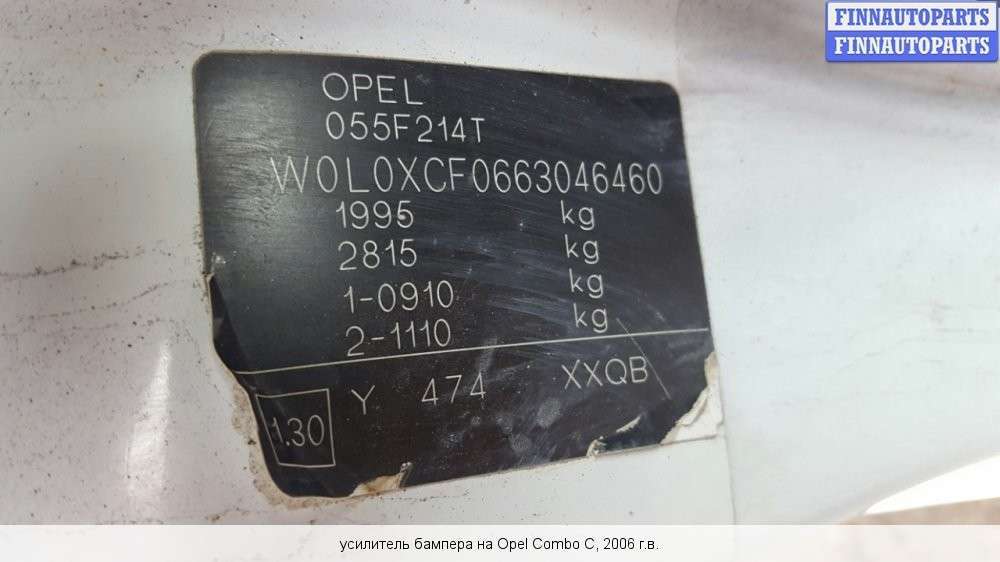 FINNAUTOPARTS
FINNAUTOPARTS
OPEL
055F214T
W0L0XCF0663046460
1995 kg
2815 kg
1-0910 kg
2-1110 kg
1.30 Y 474 XXQB
усилитель бампера на Opel Combo C, 2006 г.в.